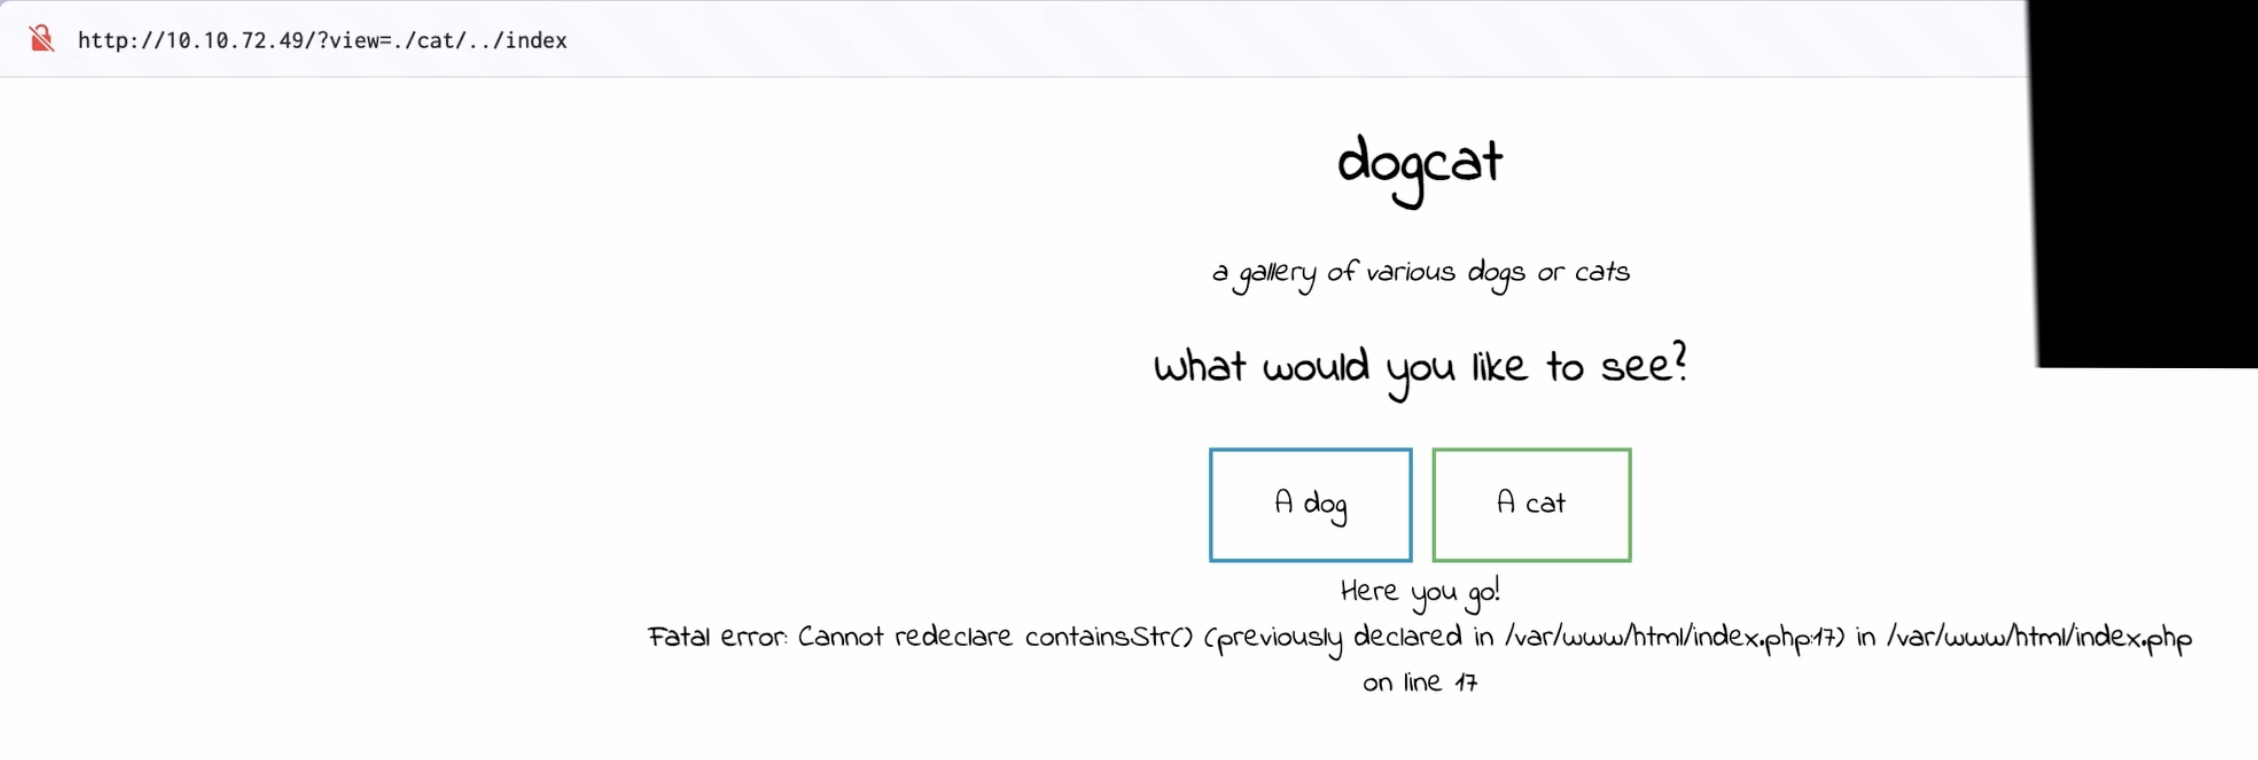 http://10.10.72.49/?view=./cat/../index
dogcat
a gallery of various dogs or cats
what would you like to see?
A dog
A cat
Here you go!
Fatal error: Cannot redeclare containsStr() (previously declared in /var/www/html/index.php:17) in /var/www/html/index.php
on line 17